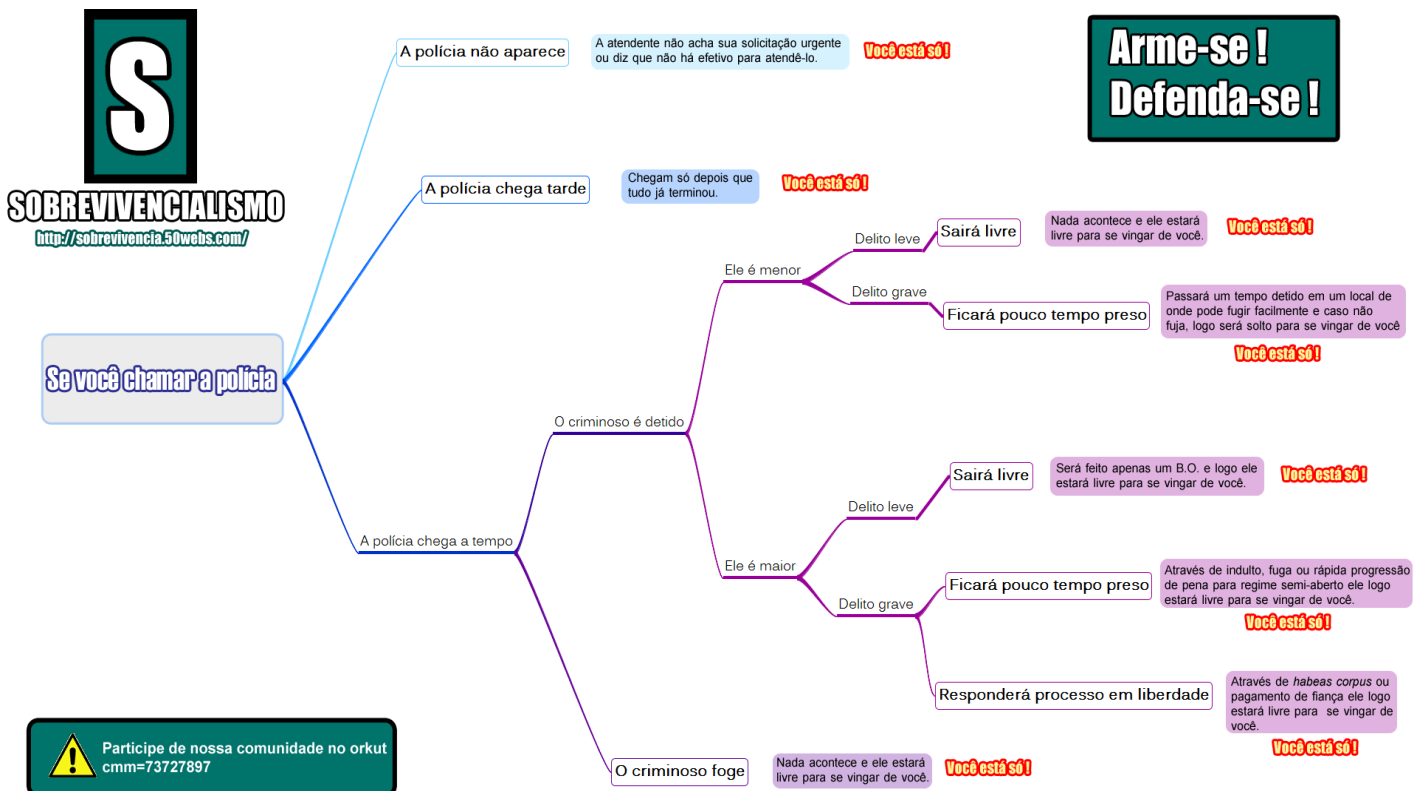 S
SOBREVIVENCIALISMO
http://sobrevivencia.50webs.com/
Arme-se !
Defenda-se !
Se você chamar a polícia
A polícia não aparece
A atendente não acha sua solicitação urgente
ou diz que não há efetivo para atendê-lo.
Você está só !
A polícia chega tarde
Chegam só depois que
tudo já terminou.
Você está só !
A polícia chega a tempo
O criminoso é detido
Ele é menor
Delito leve
Sairá livre
Nada acontece e ele estará
livre para se vingar de você.
Você está só !
Delito grave
Ficará pouco tempo preso
Passará um tempo detido em um local de
onde pode fugir facilmente e caso não
fuja, logo será solto para se vingar de você
Você está só !
Ele é maior
Delito leve
Sairá livre
Será feito apenas um B.O. e logo ele
estará livre para se vingar de você.
Você está só !
Delito grave
Ficará pouco tempo preso
Através de indulto, fuga ou rápida progressão
de pena para regime semi-aberto ele logo
estará livre para se vingar de você.
Você está só !
Responderá processo em liberdade
Através de habeas corpus ou
pagamento de fiança ele logo
estará livre para se vingar de
você.
Você está só !
O criminoso foge
Nada acontece e ele estará
livre para se vingar de você.
Você está só !
Participe de nossa comunidade no orkut
cmm=73727897